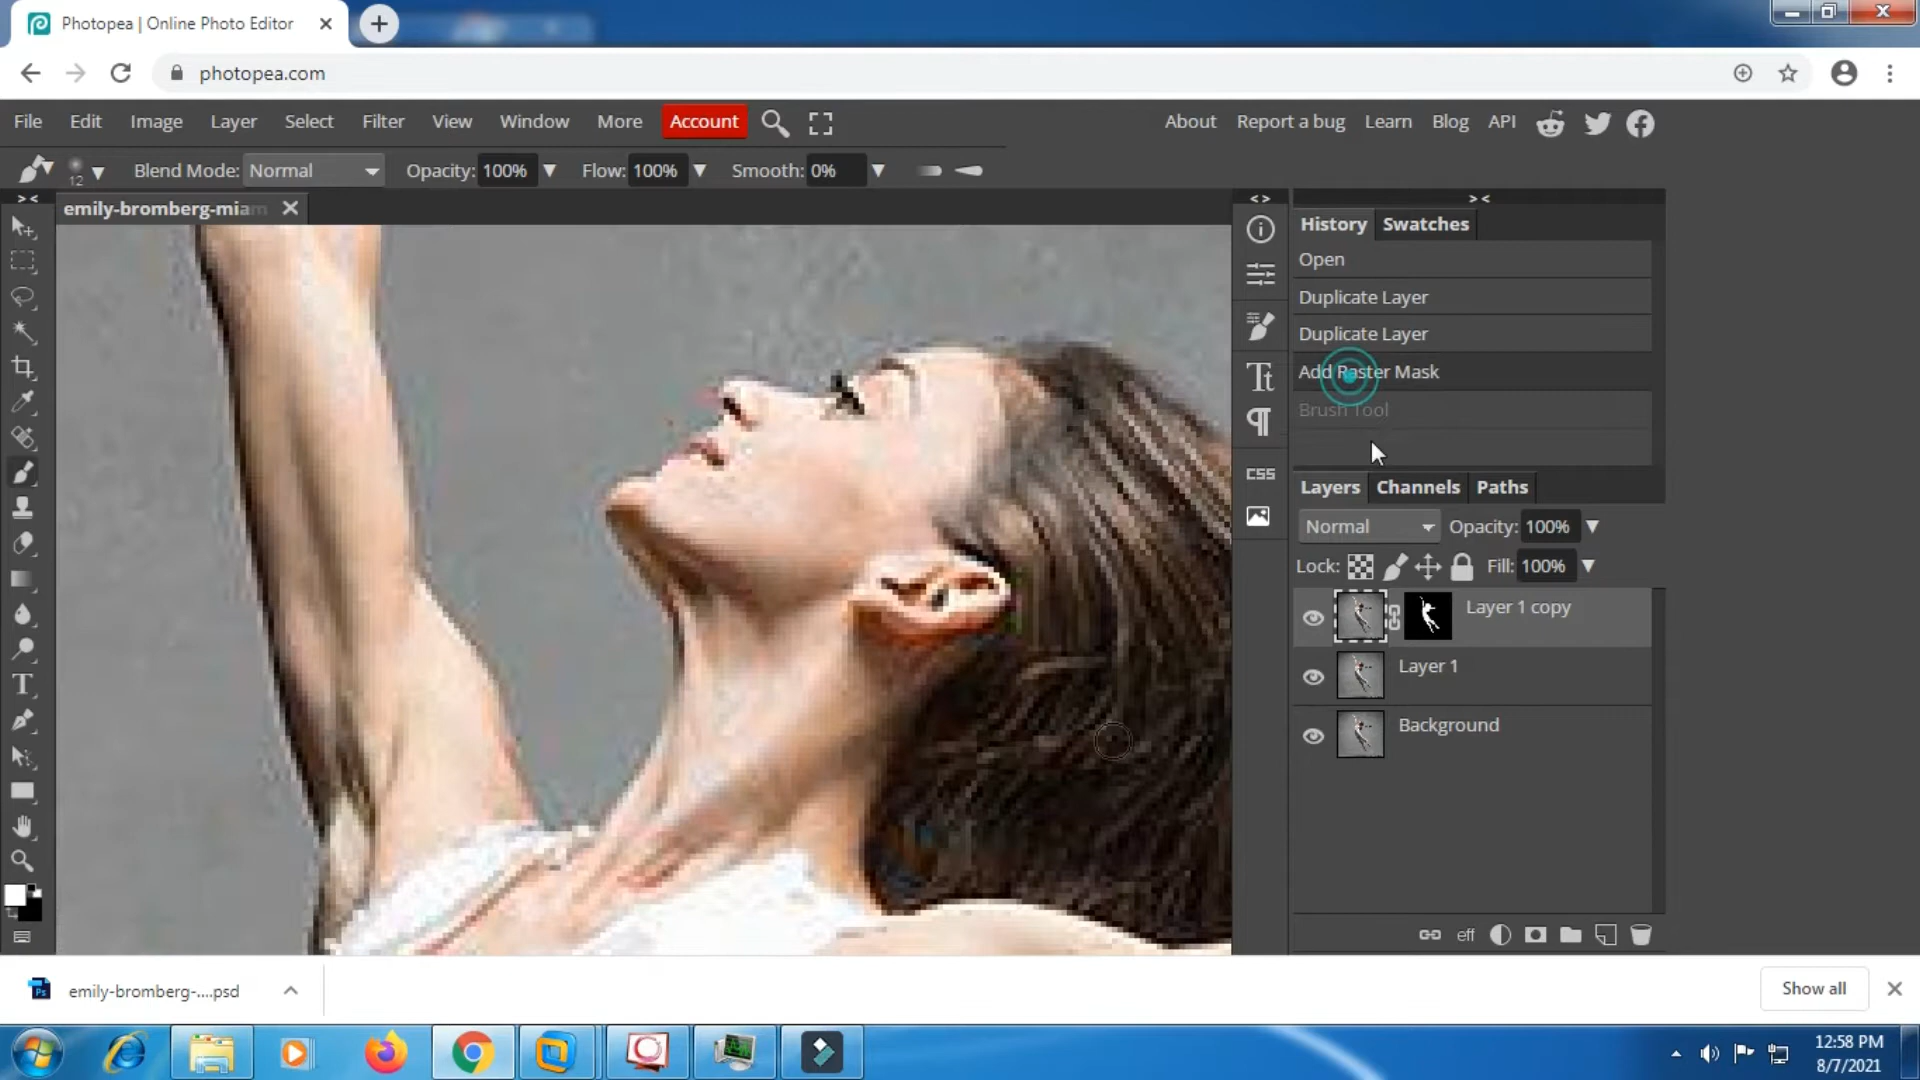 Photopea | Online Photo Editor
photopea.com
File Edit Image Layer Select Filter View Window More Account About Report a bug Learn Blog API
12 Blend Mode: Normal Opacity: 100% Flow: 100% Smooth: 0%
emily-bromberg-miam
History Swatches
Open
Duplicate Layer
Duplicate Layer
Add Raster Mask
Brush Tool
CSS
Layers Channels Paths
Normal Opacity: 100%
Lock: Fill: 100%
Layer 1 copy
Layer 1
Background
eff
emily-bromberg-....psd
Show all
12:58 PM
8/7/2021